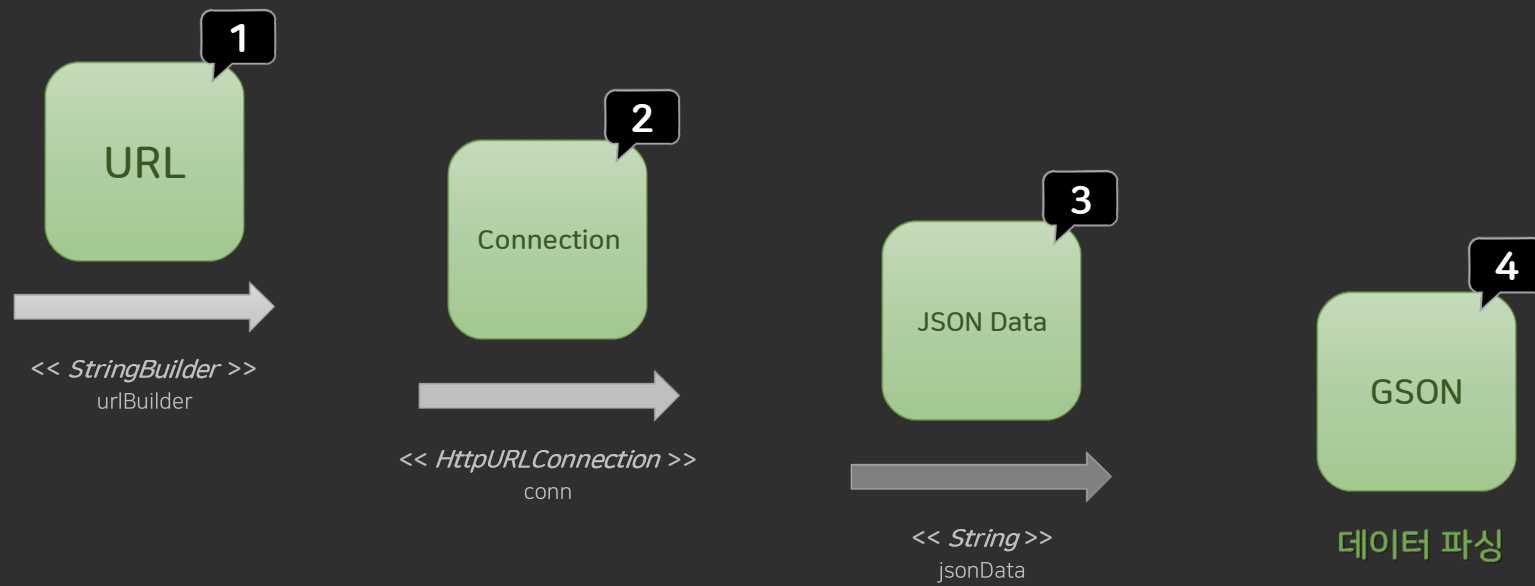 1
URL
<< StringBuilder >>
urlBuilder
2
Connection
<< HttpURLConnection >>
conn
3
JSON Data
<< String >>
jsonData
4
GSON
데이터 파싱